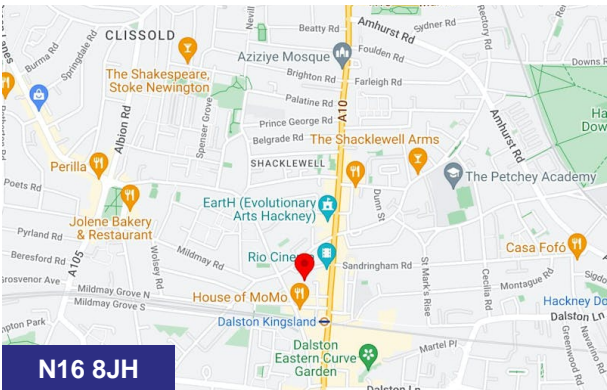 Beatty Rd
Amhurst Rd
Sydner Rd
Rectory Rd
CLISSOLD
Aziziye Mosque
Foulden Rd
Burma Rd
Springdale Rd
The Shakespeare,
Stoke Newington
Brighton Rd
Farleigh Rd
Downs
Palatine Rd
A10
Amhurst Rd
Albion Rd
Spenser Grove
Prince George Rd
Belgrade Rd
The Shacklewell Arms
Perilla
SHACKLEWELL
The Petchey Academy
Poets Rd
EartH (Evolutionary
Arts Hackney)
Dunn St
Jolene Bakery
& Restaurant
Pyrland Rd
Wolsey Rd
Mildmay Rd
Rio
Sandringham Rd
Casa Fofó
Beresford Rd
A105
St Mark's Rise
Cecilia Rd
Montague Rd
Grosvenor Ave
Mildmay Grove N
Mildmay Grove S
House of MoMo
Dalston Kingsland
Dalston Ln
Park
Dalston
Eastern Curve
Garden
Martel Pl
Greenwood Rd
Navarino Rd
N16 8JH
Dalston Ln